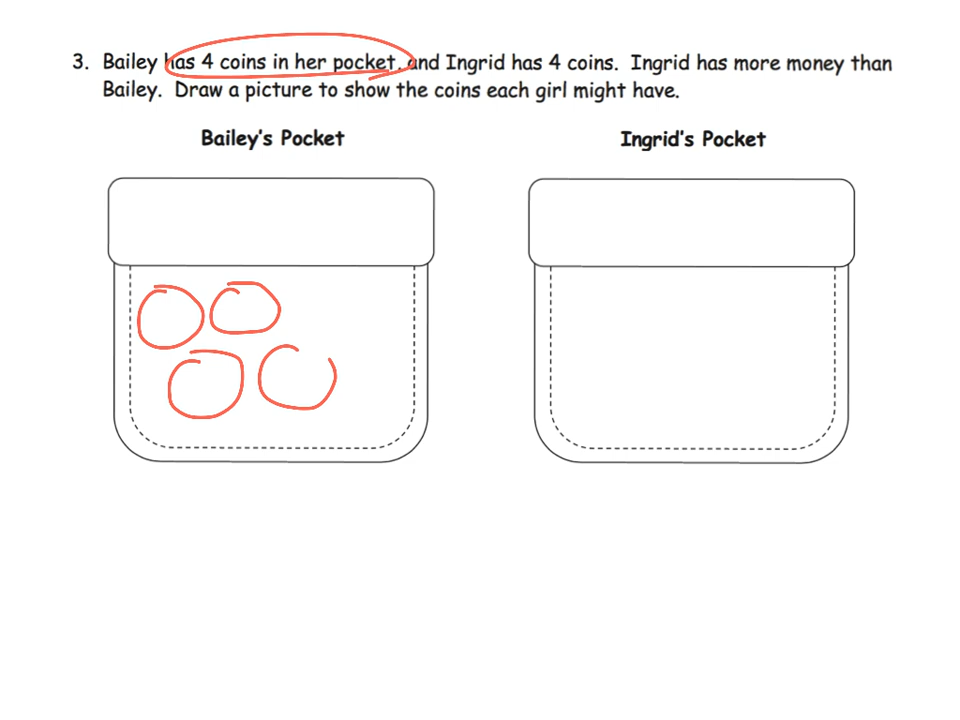 3. Bailey has 4 coins in her pocket, and Ingrid has 4 coins. Ingrid has more money than
Bailey. Draw a picture to show the coins each girl might have.
Bailey's Pocket
Ingrid's Pocket